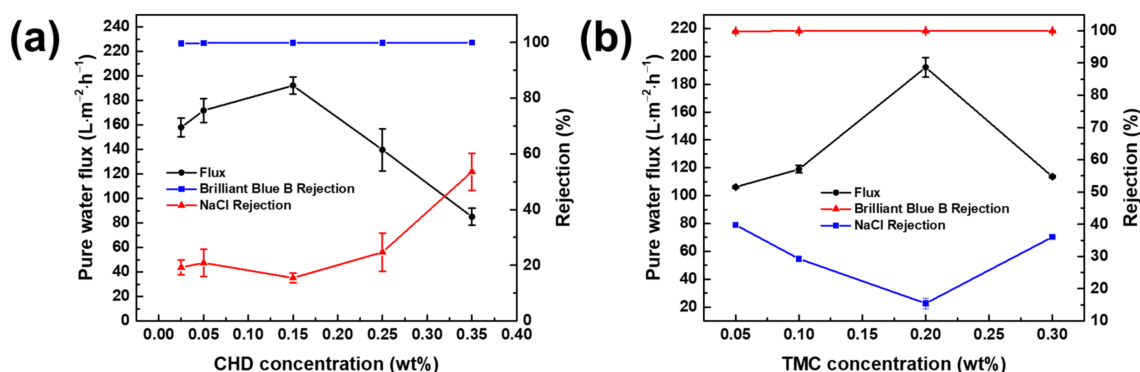 (a)
Pure water flux (L·m⁻²·h⁻¹)
240
220
200
180
160
140
120
100
80
60
40
20
0
Flux
Brilliant Blue B Rejection
NaCl Rejection
100
80
60
40
20
0
Rejection (%)
0.00 0.05 0.10 0.15 0.20 0.25 0.30 0.35 0.40
CHD concentration (wt%)
(b)
Pure water flux (L·m⁻²·h⁻¹)
220
200
180
160
140
120
100
80
60
40
20
Flux
Brilliant Blue B Rejection
NaCl Rejection
100
90
80
70
60
50
40
30
20
10
Rejection (%)
0.05 0.10 0.15 0.20 0.25 0.30
TMC concentration (wt%)